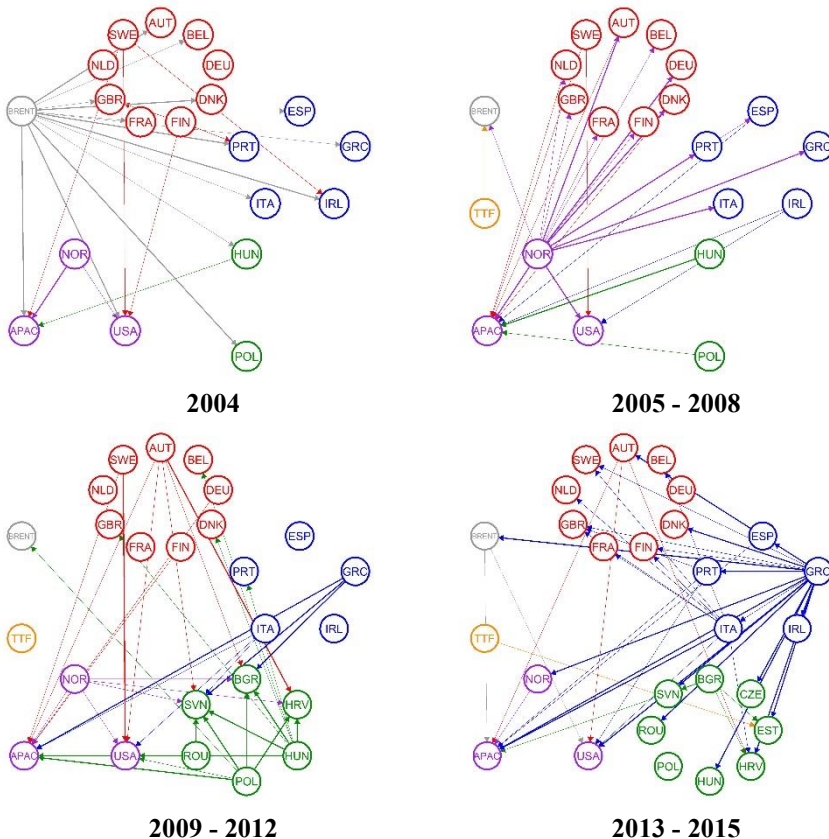 AUT
SWE BEL
NLD DEU
BRENT GBR DNK ESP
FRA FIN
PRT GRC
ITA IRL
NOR HUN
APAC USA
POL
2004
AUT
SWE BEL
NLD DEU
BRENT GBR DNK ESP
FRA FIN
PRT GRC
TTF ITA IRL
NOR HUN
APAC USA
POL
2005 - 2008
AUT
SWE BEL
NLD DEU
BRENT GBR DNK ESP
FRA FIN
PRT GRC
TTF ITA IRL
NOR BGR
SVN HRV
APAC USA ROU HUN
POL
2009 - 2012
AUT
SWE BEL
NLD DEU
BRENT GBR DNK ESP
FRA FIN
PRT GRC
TTF ITA IRL
NOR BGR
SVN CZE
ROU EST
APAC USA POL HRV
HUN
2013 - 2015